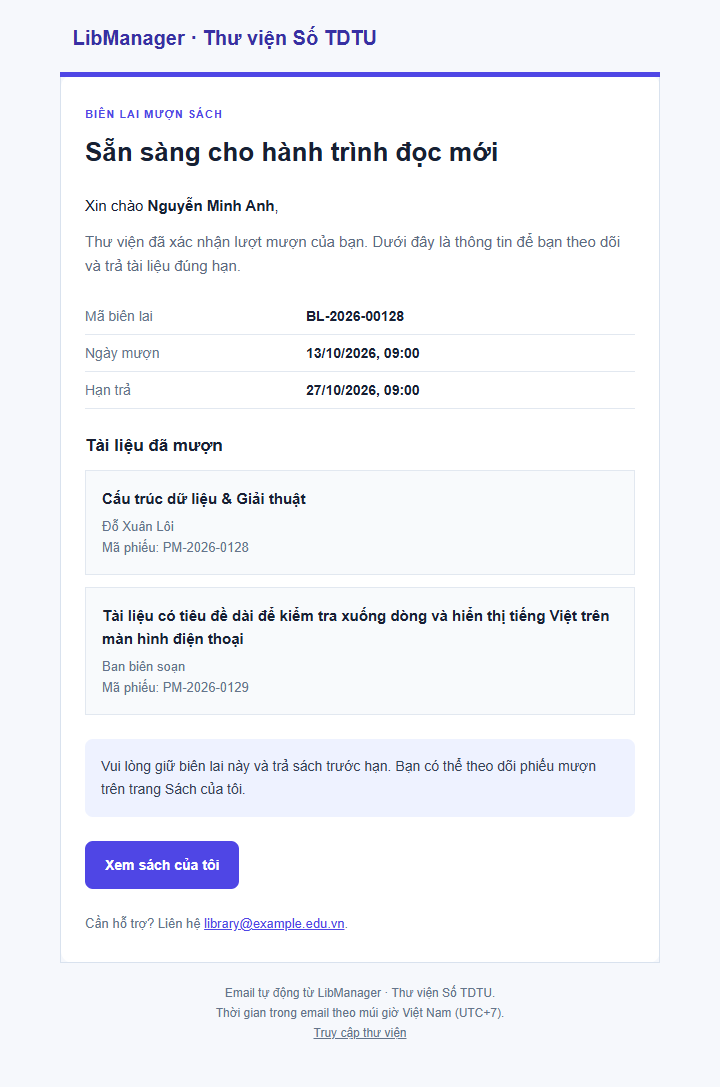 LibManager · Thư viện Số TDTU
BIÊN LAI MƯỢN SÁCH
Sẵn sàng cho hành trình đọc mới
Xin chào Nguyễn Minh Anh,
Thư viện đã xác nhận lượt mượn của bạn. Dưới đây là thông tin để bạn theo dõi
và trả tài liệu đúng hạn.
Mã biên lai BL-2026-00128
Ngày mượn 13/10/2026, 09:00
Hạn trả 27/10/2026, 09:00
Tài liệu đã mượn
Cấu trúc dữ liệu & Giải thuật
Đỗ Xuân Lôi
Mã phiếu: PM-2026-0128
Tài liệu có tiêu đề dài để kiểm tra xuống dòng và hiển thị tiếng Việt trên
màn hình điện thoại
Ban biên soạn
Mã phiếu: PM-2026-0129
Vui lòng giữ biên lai này và trả sách trước hạn. Bạn có thể theo dõi phiếu mượn
trên trang Sách của tôi.
Xem sách của tôi
Cần hỗ trợ? Liên hệ library@example.edu.vn.
Email tự động từ LibManager · Thư viện Số TDTU.
Thời gian trong email theo múi giờ Việt Nam (UTC+7).
Truy cập thư viện